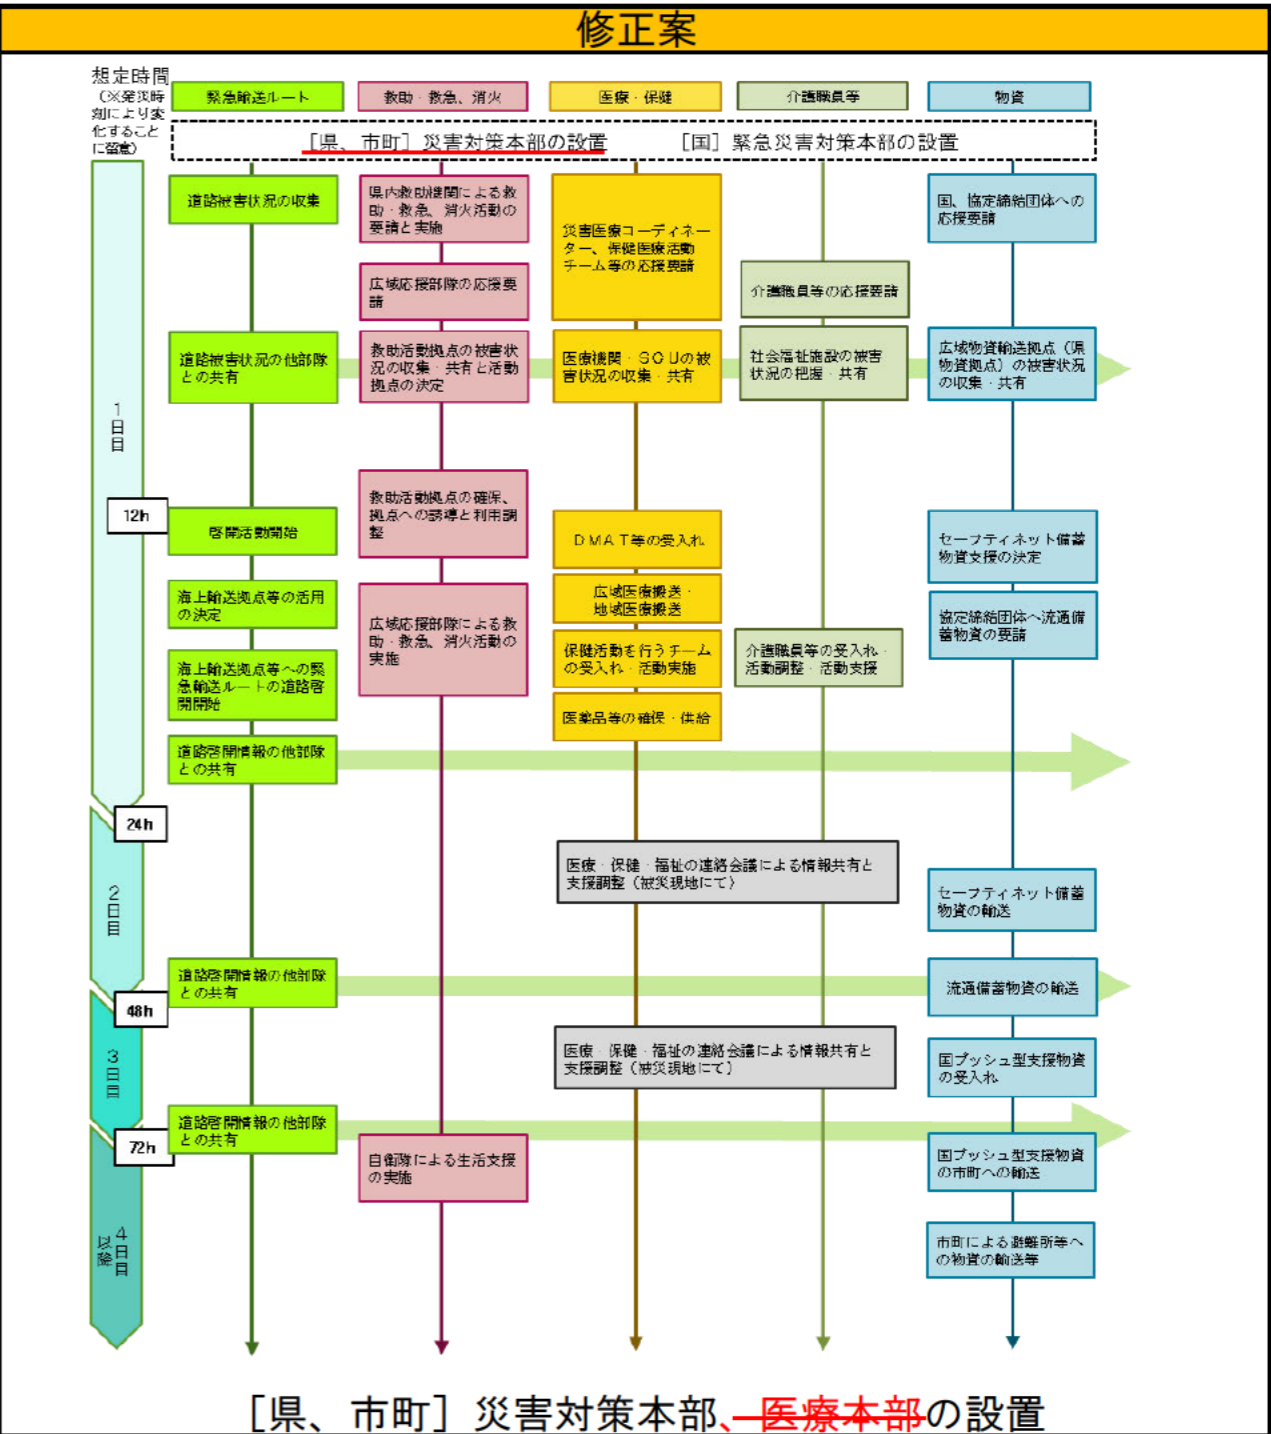 修正案
想定時間
（※発災時
刻により変
化すること
に留意）
緊急輸送ルート
救助・救急、消火
医療・保健
介護職員等
物資
［県、市町］災害対策本部の設置
［国］緊急災害対策本部の設置
1日目
12h
24h
2日目
48h
3日目
72h
4日目
以降
道路被害状況の収集
道路被害状況の他部隊
との共有
啓開活動開始
海上輸送拠点等の活用
の決定
海上輸送拠点等への緊
急輸送ルートの道路啓
開開始
道路啓開情報の他部隊
との共有
道路啓開情報の他部隊
との共有
道路啓開情報の他部隊
との共有
県内救助機関による救
助・救急、消火活動の
要請と実施
広域応援部隊の応援要
請
救助活動拠点の被害状
況の収集・共有と活動
拠点の決定
救助活動拠点の確保、
拠点への誘導と利用調
整
広域応援部隊による救
助・救急、消火活動の
実施
自衛隊による生活支援
の実施
災害医療コーディネー
ター、保健医療活動
チーム等の応援要請
医療機関・SCUの被
害状況の収集・共有
DMAT等の受入れ
広域医療搬送・
地域医療搬送
保健活動を行うチーム
の受入れ・活動実施
医薬品等の確保・供給
介護職員等の応援要請
社会福祉施設の被害
状況の把握・共有
介護職員等の受入れ・
活動調整・活動支援
医療・保健・福祉の連絡会議による情報共有と
支援調整（被災現地にて）
医療・保健・福祉の連絡会議による情報共有と
支援調整（被災現地にて）
国、協定締結団体への
応援要請
広域物資輸送拠点（県
物資拠点）の被害状況
の収集・共有
セーフティネット備蓄
物資支援の決定
協定締結団体へ流通備
蓄物資の要請
セーフティネット備蓄
物資の輸送
流通備蓄物資の輸送
国プッシュ型支援物資
の受入れ
国プッシュ型支援物資
の市町への輸送
市町による避難所等へ
の物資の輸送等
［県、市町］災害対策本部、医療本部の設置